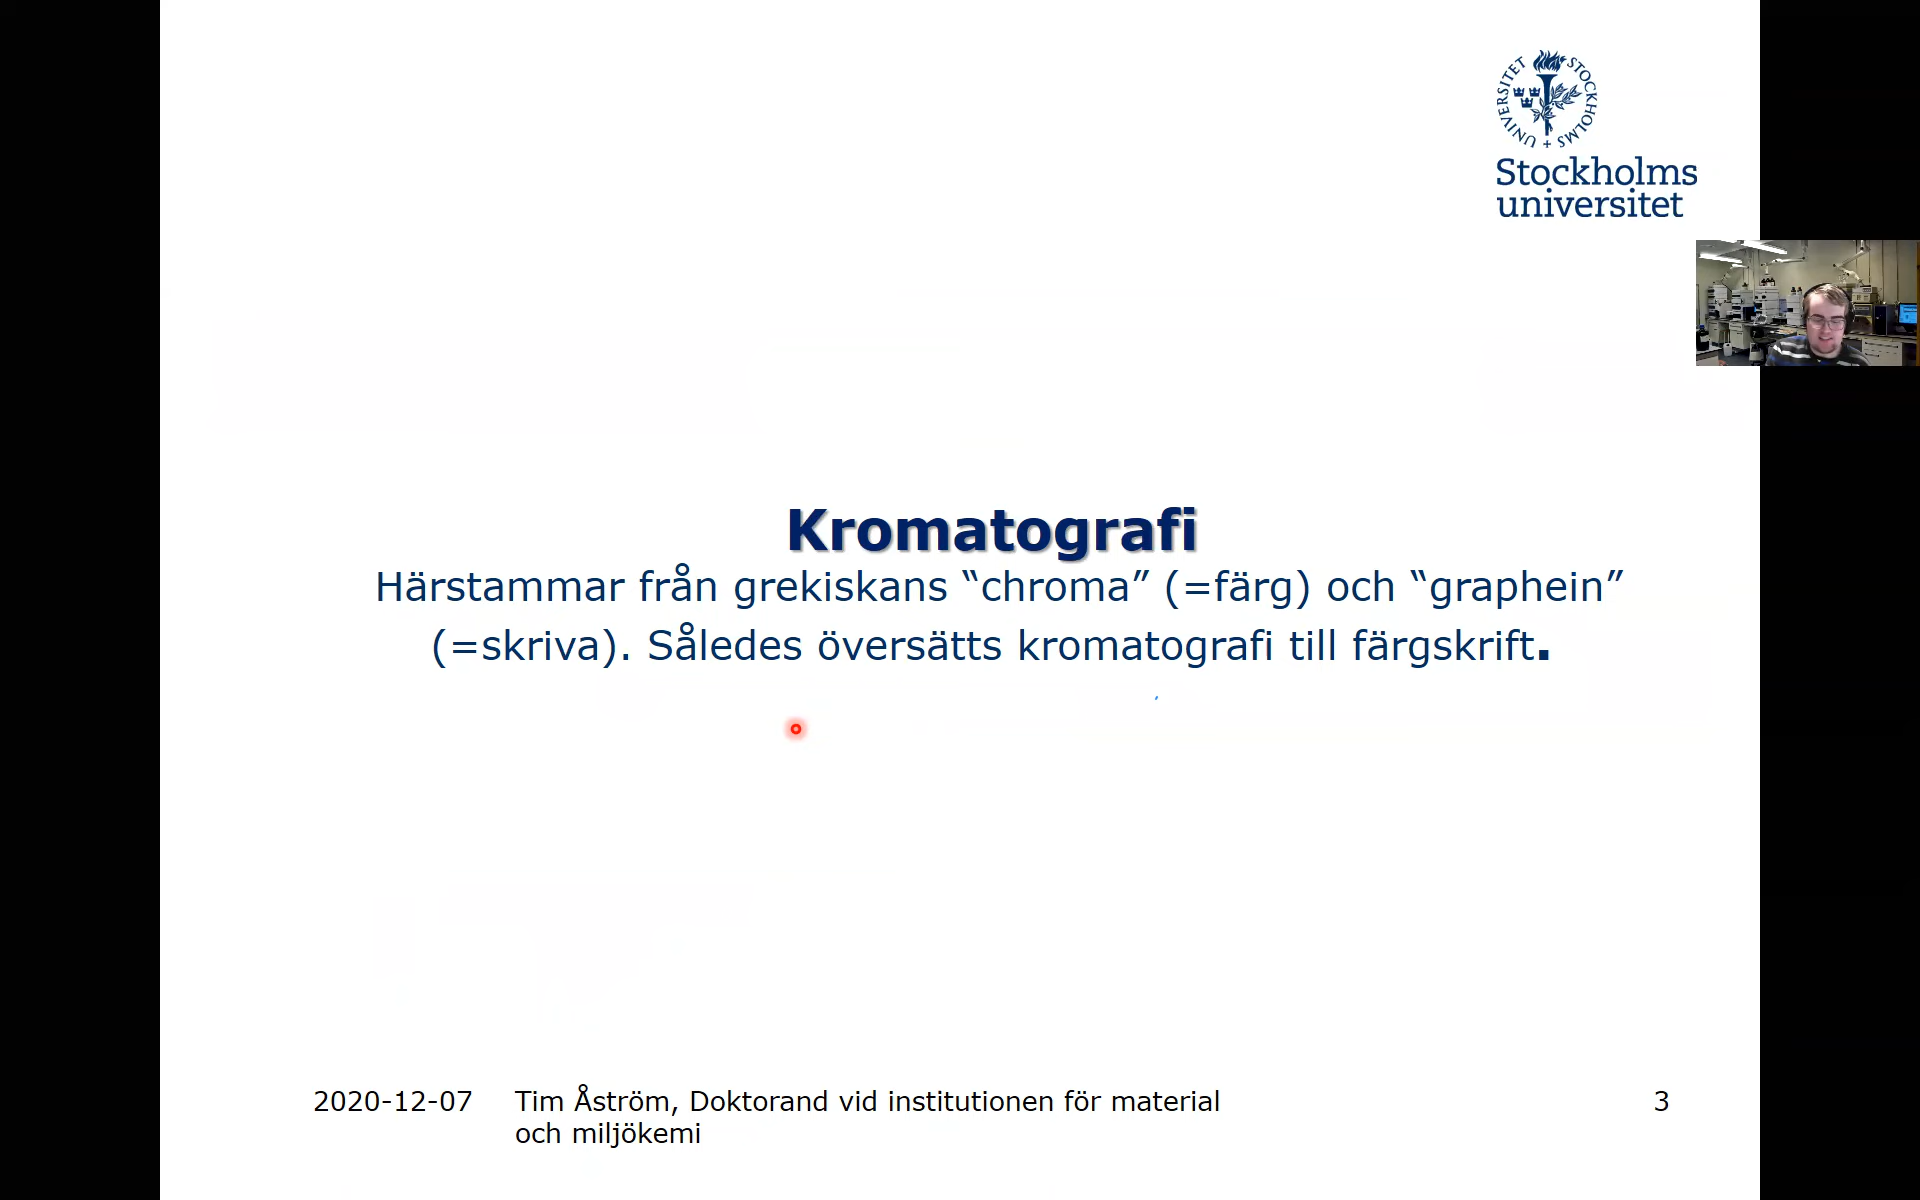 UNIVERSITET STOCKHOLMS +
Stockholms
universitet
Kromatografi
Härstammar från grekiskans “chroma” (=färg) och “graphein”
(=skriva). Således översätts kromatografi till färgskrift.
2020-12-07 Tim Åström, Doktorand vid institutionen för material 3
och miljökemi